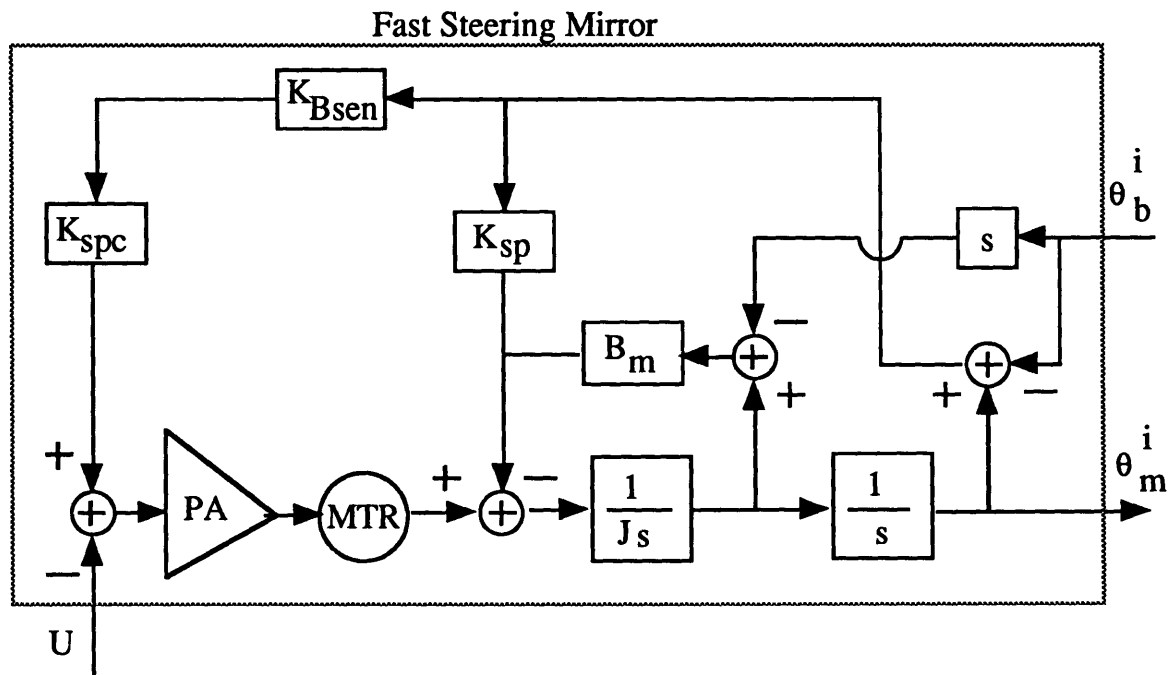 Fast Steering Mirror
K_Bsen
K_spc
K_sp
s
θ_b^i
B_m
−
+
+
−
+
PA
MTR
+
−
1/Js
1/s
θ_m^i
+
+
+
+
−
U